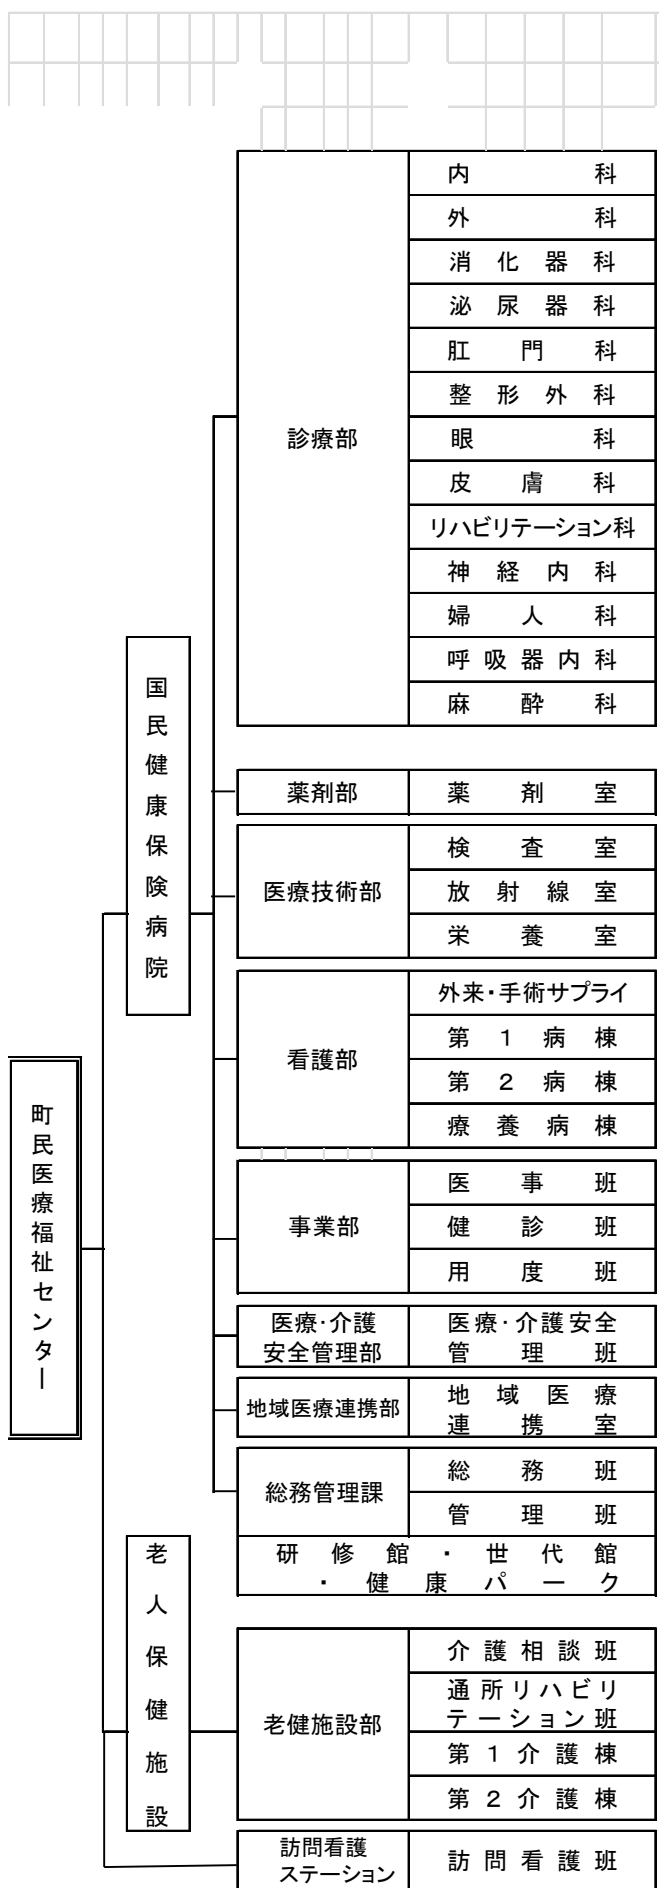 町民医療福祉センター
国民健康保険病院
診療部
内科
外科
消化器科
泌尿器科
肛門科
整形外科
眼科
皮膚科
リハビリテーション科
神経内科
婦人科
呼吸器内科
麻酔科
薬剤部
薬剤室
医療技術部
検査室
放射線室
栄養室
看護部
外来・手術サプライ
第1病棟
第2病棟
療養病棟
事業部
医事班
健診班
用度班
医療・介護
安全管理部
医療・介護安全
管理班
地域医療連携部
地域医療
連携室
総務管理課
総務班
管理班
研修館・世代館
・健康パーク
老人保健施設
老健施設部
介護相談班
通所リハビリ
テーション班
第1介護棟
第2介護棟
訪問看護
ステーション
訪問看護班